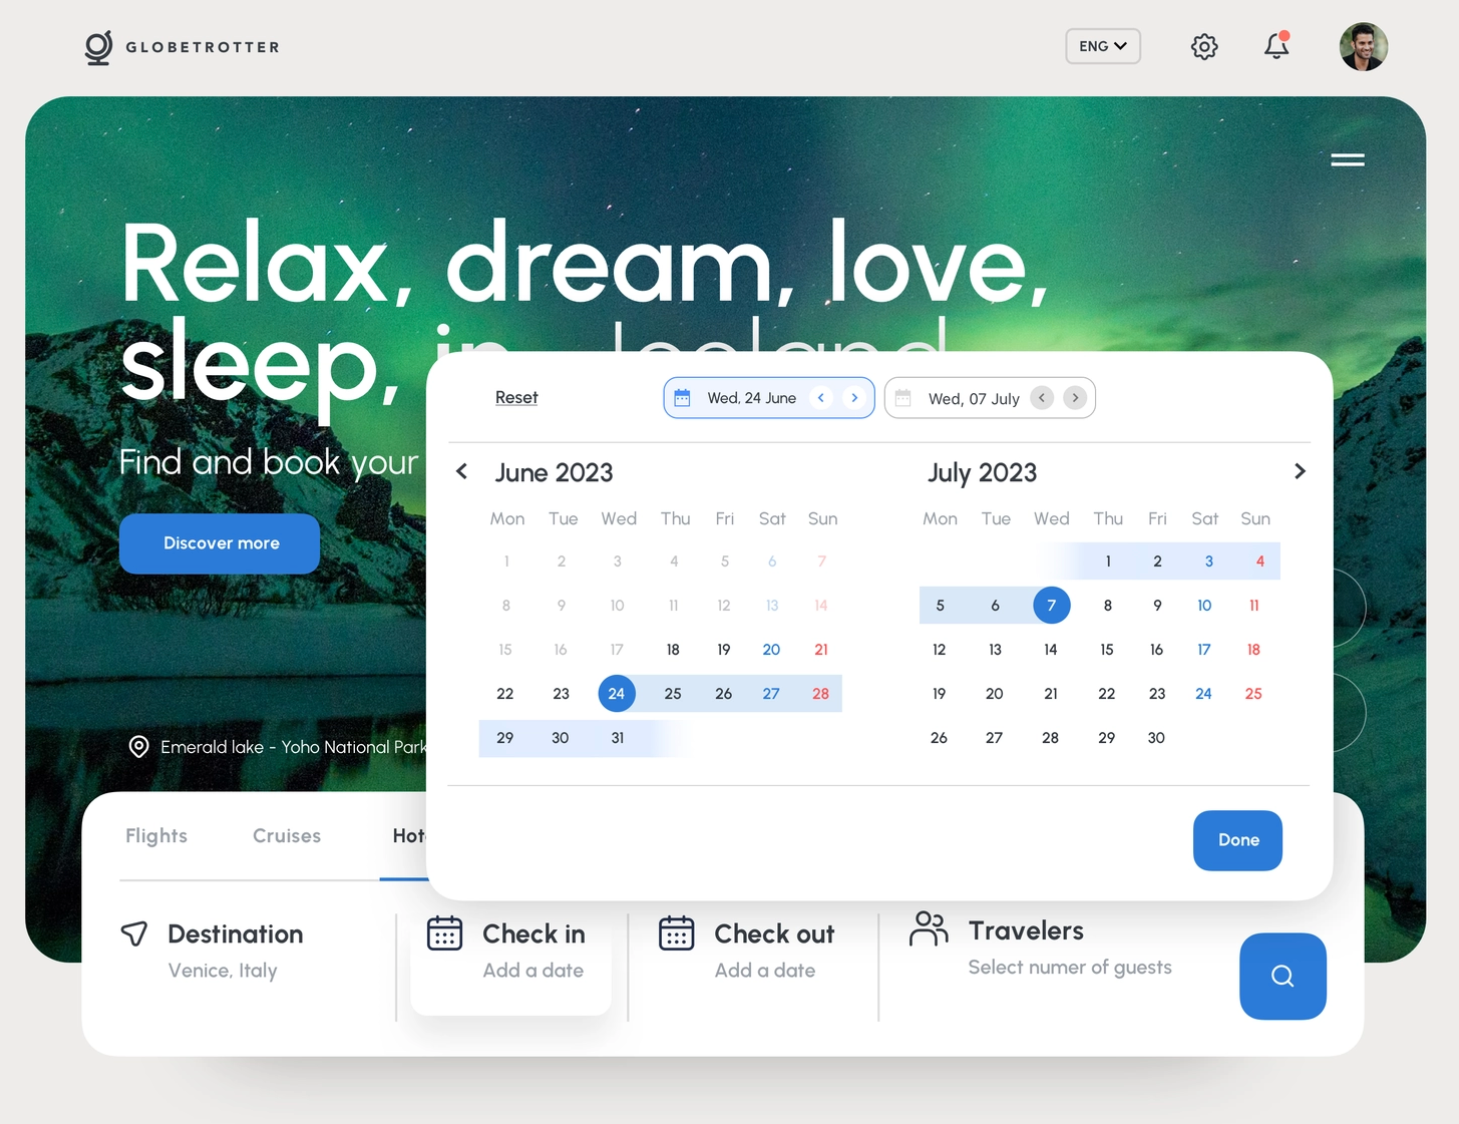 GLOBETROTTER
ENG
Relax, dream, love,
sleep, in Iceland
Find and book your
Discover more
Emerald lake - Yoho National Park
Reset
Wed, 24 June
Wed, 07 July
June 2023
Mon Tue Wed Thu Fri Sat Sun
1 2 3 4 5 6 7
8 9 10 11 12 13 14
15 16 17 18 19 20 21
22 23 24 25 26 27 28
29 30 31
July 2023
Mon Tue Wed Thu Fri Sat Sun
1 2 3 4
5 6 7 8 9 10 11
12 13 14 15 16 17 18
19 20 21 22 23 24 25
26 27 28 29 30
Done
Flights Cruises Hot
Destination
Venice, Italy
Check in
Add a date
Check out
Add a date
Travelers
Select numer of guests